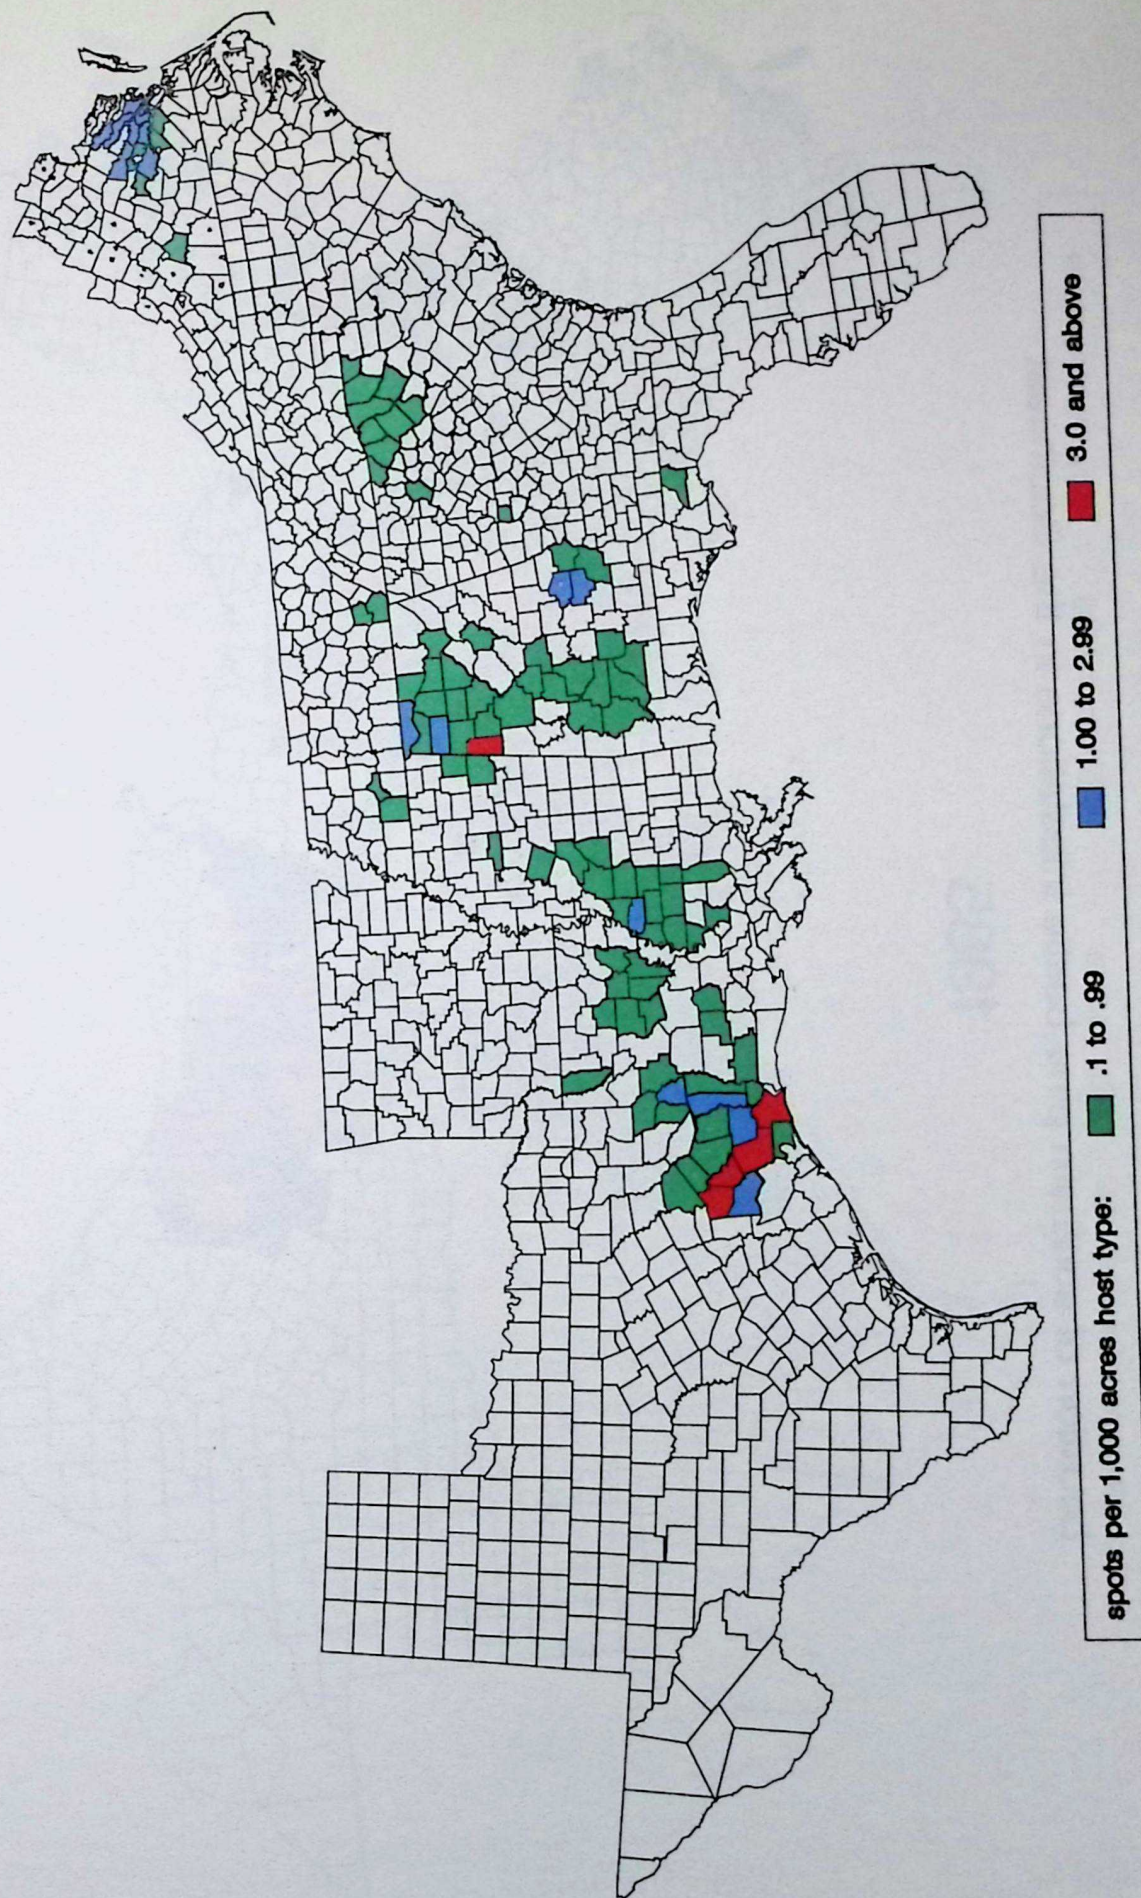 spots per 1,000 acres host type: .1 to .99 1.00 to 2.99 3.0 and above